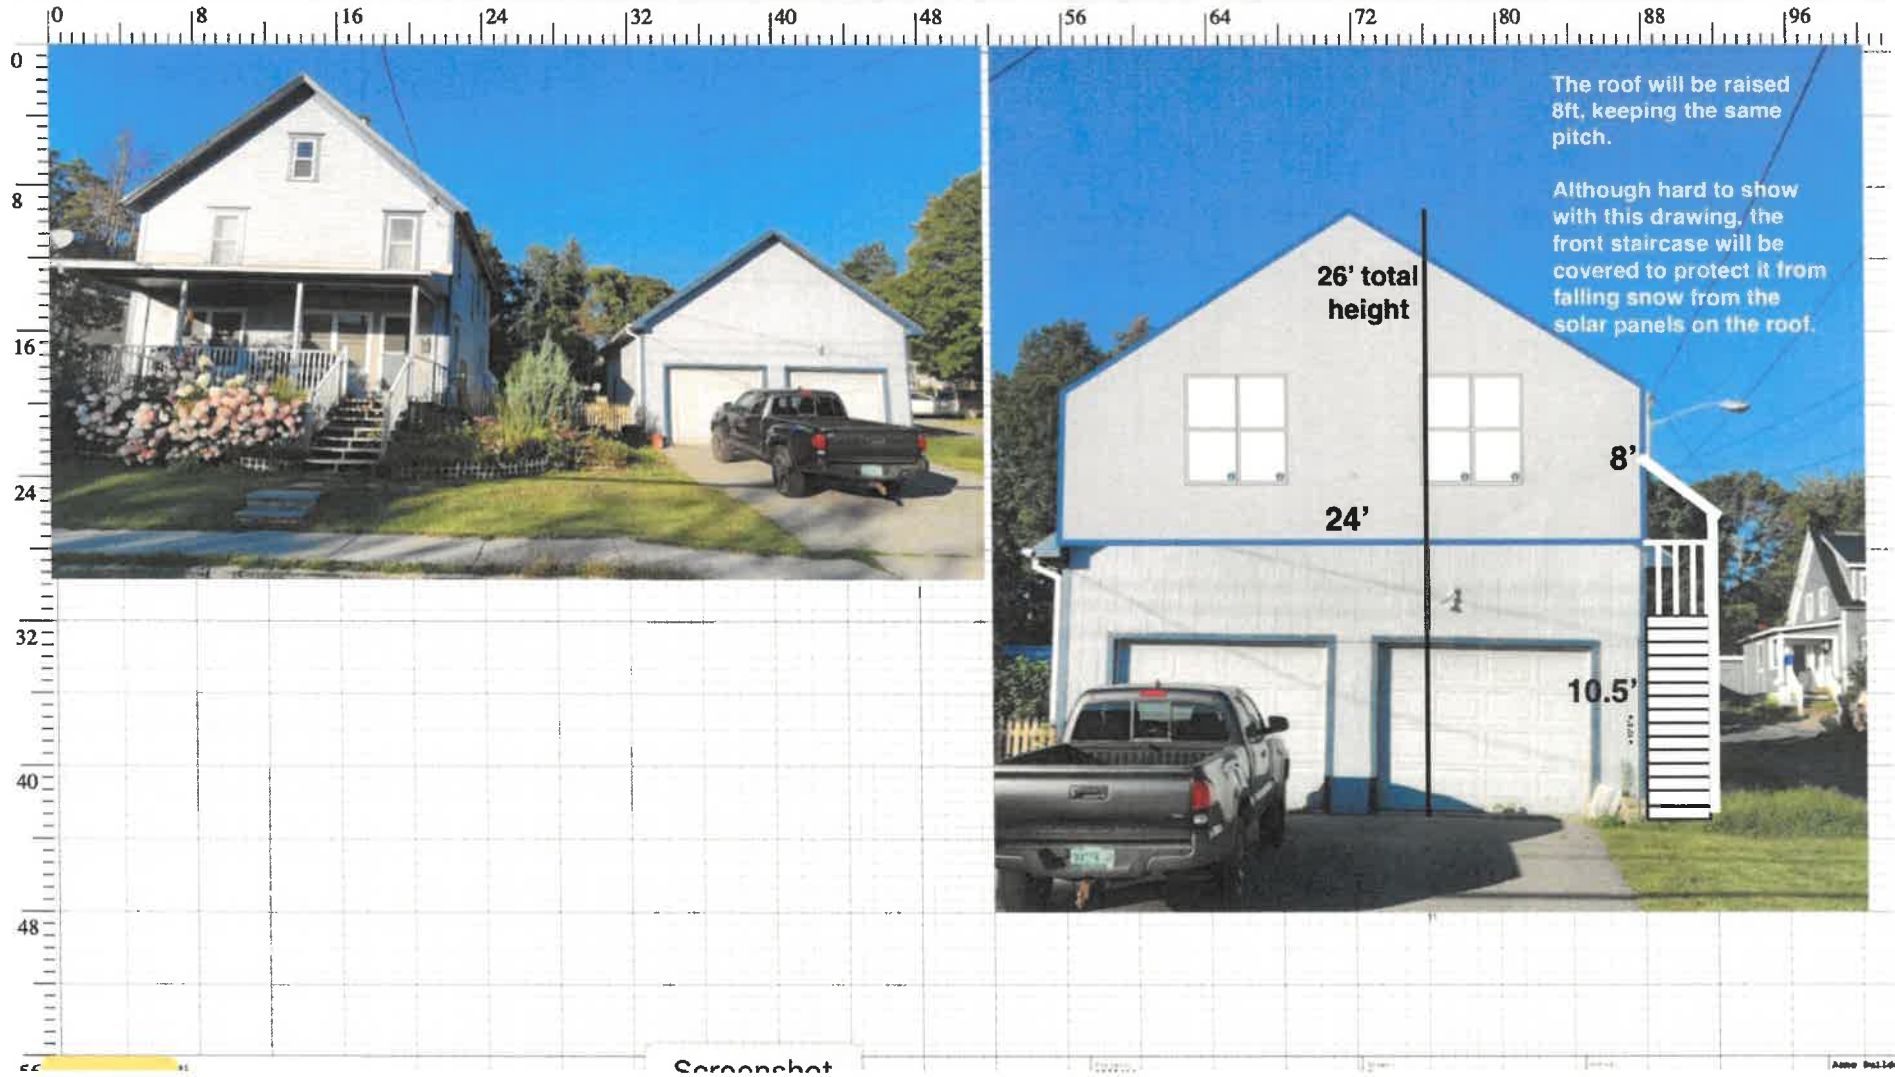 0 8 16 24 32 40 48 56 64 72 80 88 96
0
8
16
24
32
40
48
The roof will be raised
8ft, keeping the same
pitch.
Although hard to show
with this drawing, the
front staircase will be
covered to protect it from
falling snow from the
solar panels on the roof.
26' total
height
8'
24'
10.5'
Screenshot